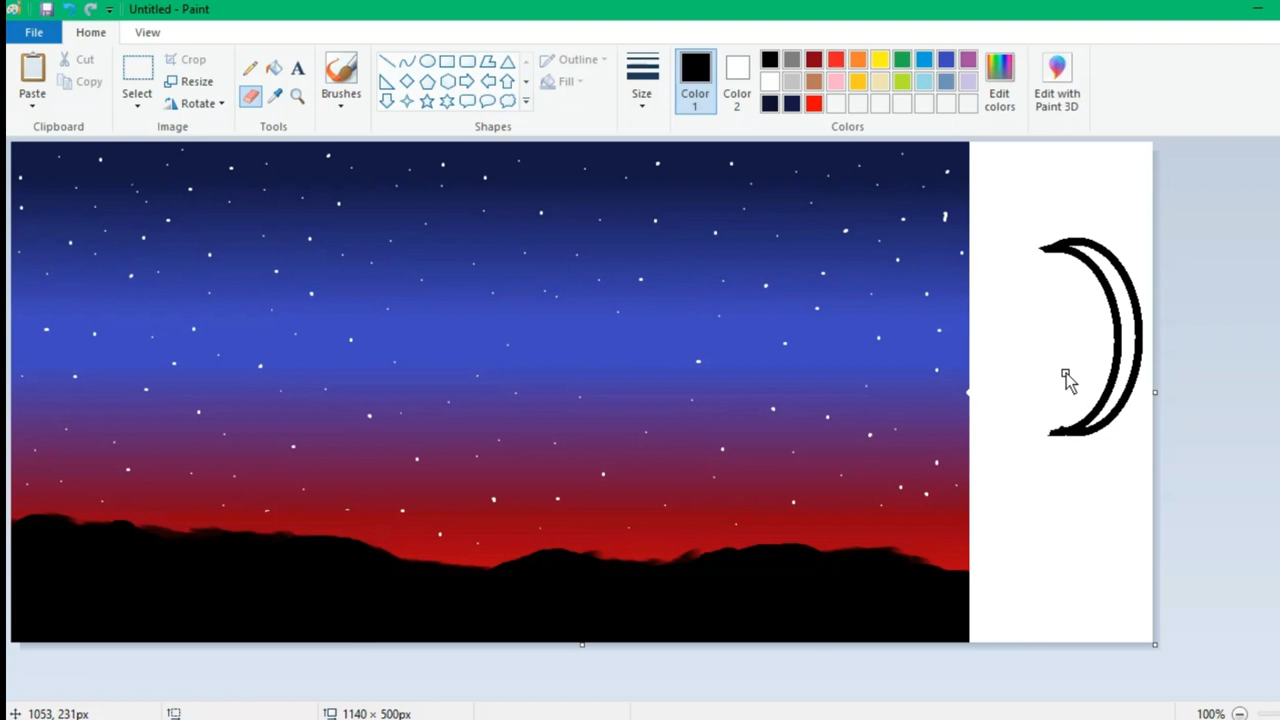 Untitled - Paint
File Home View
Paste
Cut
Copy
Clipboard
Select
Crop
Resize
Rotate
Image
A
Tools
Brushes
Outline
Fill
Shapes
Size
Color 1
Color 2
Edit colors
Colors
Edit with Paint 3D
1053, 231px
1140 × 500px
100%